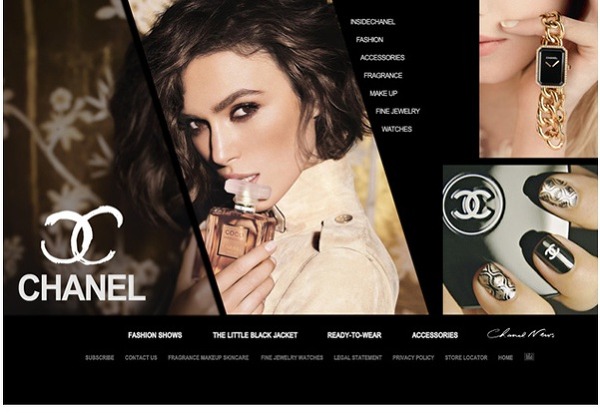 INSIDECHANEL
FASHION
ACCESSORIES
FRAGRANCE
MAKE UP
FINE JEWELRY
WATCHES
CHANEL
COCO
CHANEL
FASHION SHOWS THE LITTLE BLACK JACKET READY-TO-WEAR ACCESSORIES Chanel News
SUBSCRIBE CONTACT US FRAGRANCE MAKEUP SKINCARE FINE JEWELRY WATCHES LEGAL STATEMENT PRIVACY POLICY STORE LOCATOR HOME